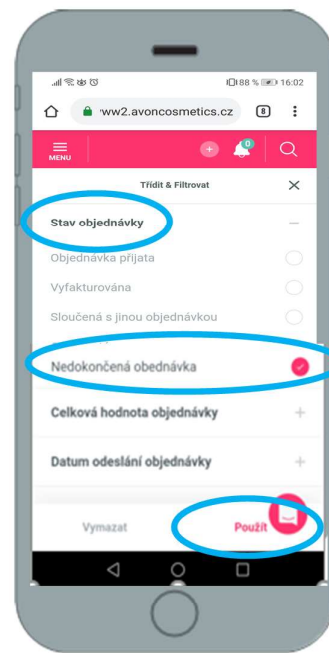 88 % 16:02
ww2.avoncosmetics.cz 8
MENU + 0
Třídit & Filtrovat
Stav objednávky
Objednávka přijata
Vyfakturována
Sloučená s jinou objednávkou
Nedokončená obednávka
Celková hodnota objednávky +
Datum odeslání objednávky +
Vymazat Použít